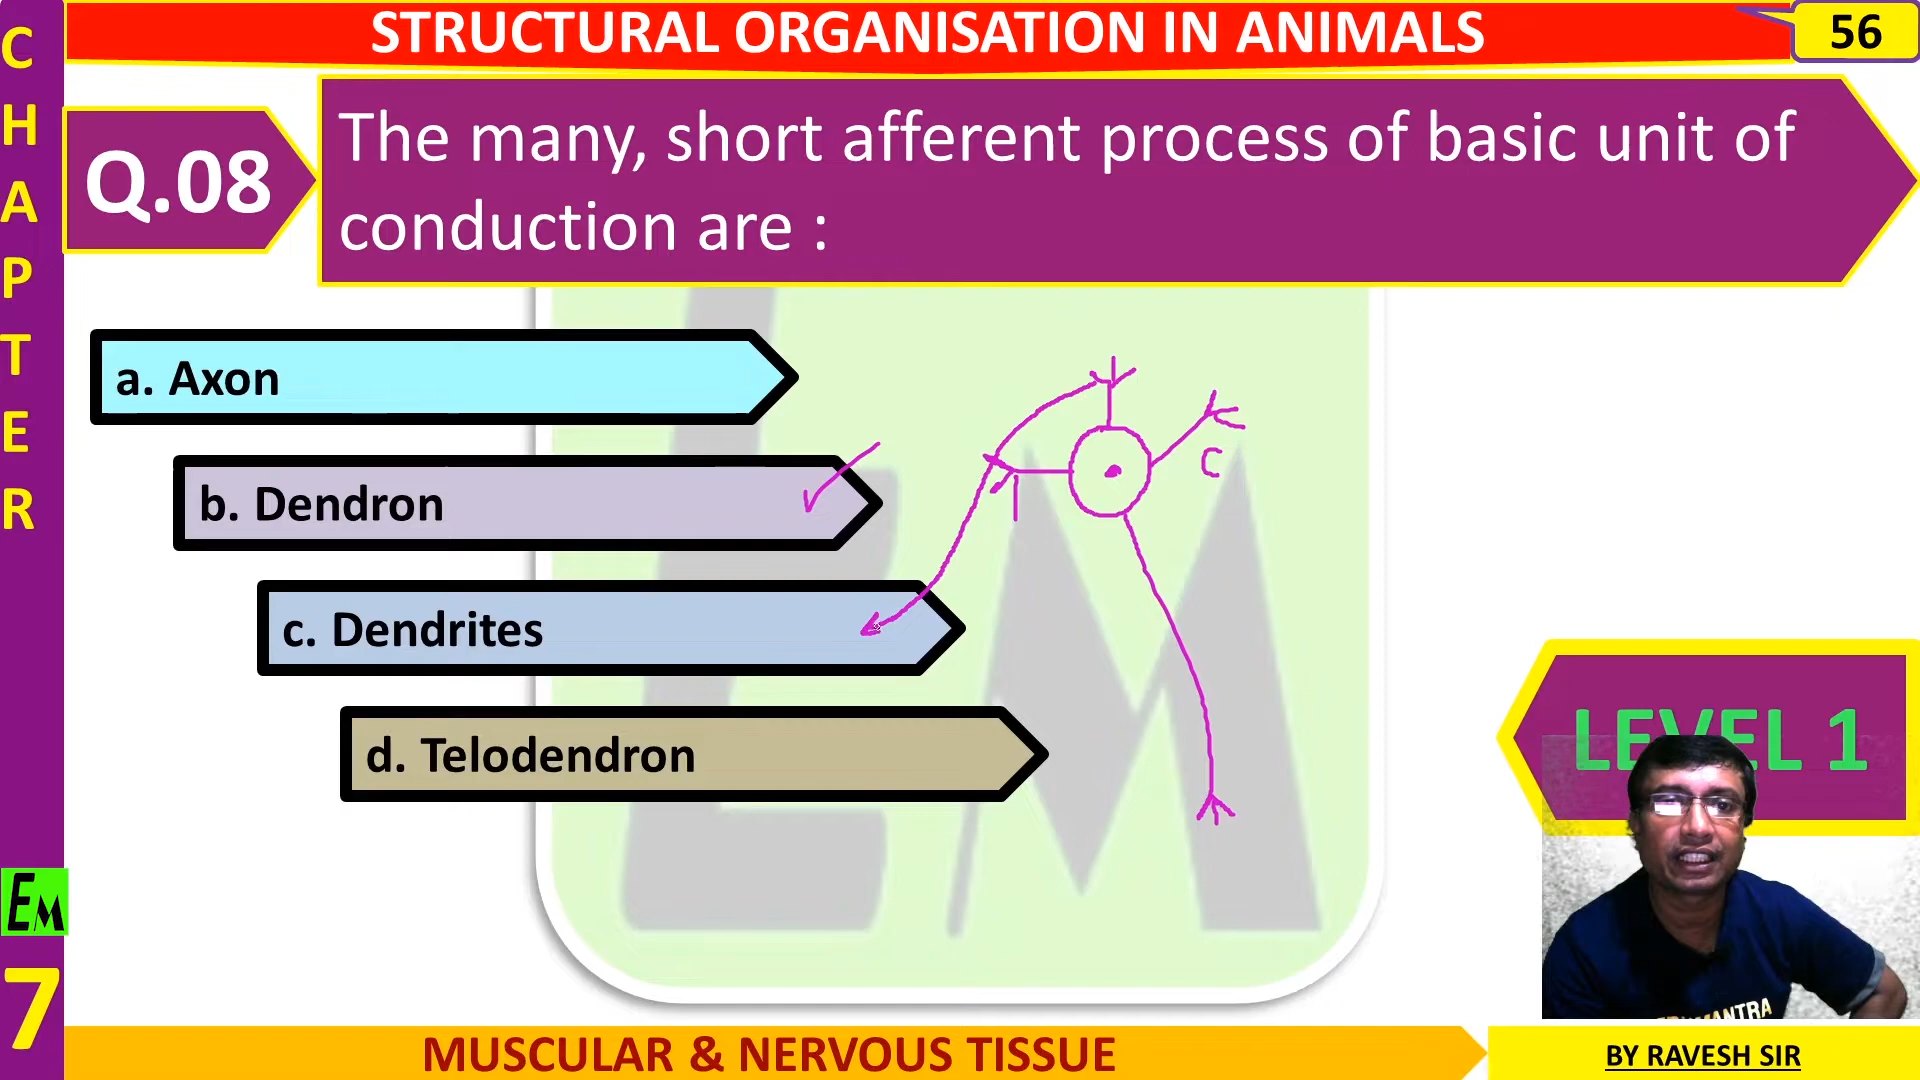 STRUCTURAL ORGANISATION IN ANIMALS
56
CHAPTER
Q.08
The many, short afferent process of basic unit of
conduction are :
a. Axon
b. Dendron
C
c. Dendrites
d. Telodendron
LEVEL 1
EM
7
MANTRA
MUSCULAR & NERVOUS TISSUE
BY RAVESH SIR